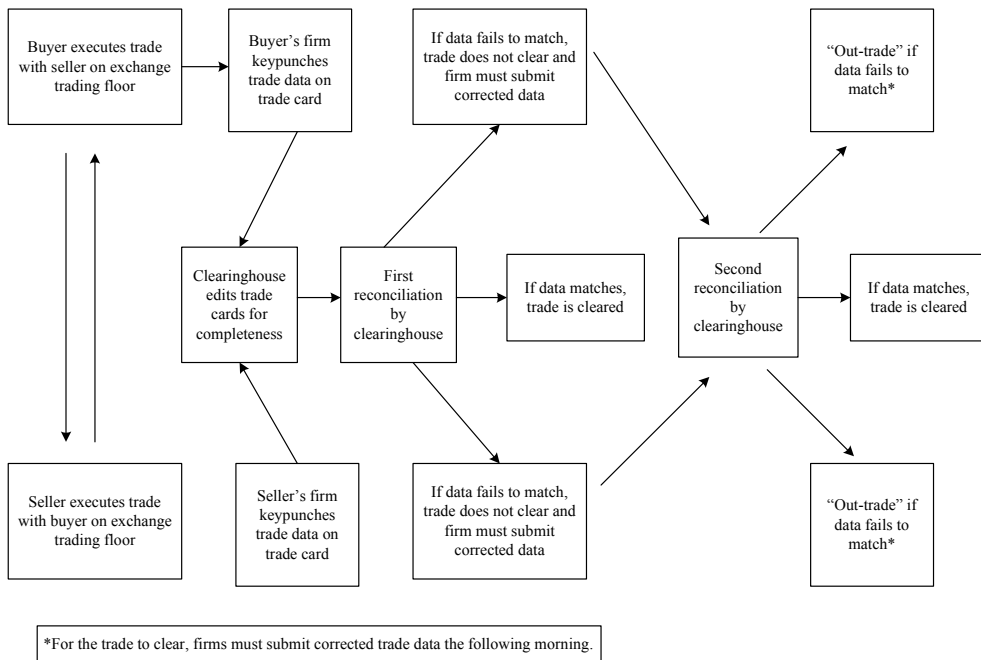 Buyer executes trade
with seller on exchange
trading floor
Buyer’s firm
keypunches
trade data on
trade card
If data fails to match,
trade does not clear and
firm must submit
corrected data
“Out-trade” if
data fails to
match*
Clearinghouse
edits trade
cards for
completeness
First
reconciliation
by
clearinghouse
If data matches,
trade is cleared
Second
reconciliation
by
clearinghouse
If data matches,
trade is cleared
Seller executes trade
with buyer on exchange
trading floor
Seller’s firm
keypunches
trade data on
trade card
If data fails to match,
trade does not clear and
firm must submit
corrected data
“Out-trade” if
data fails to
match*
*For the trade to clear, firms must submit corrected trade data the following morning.